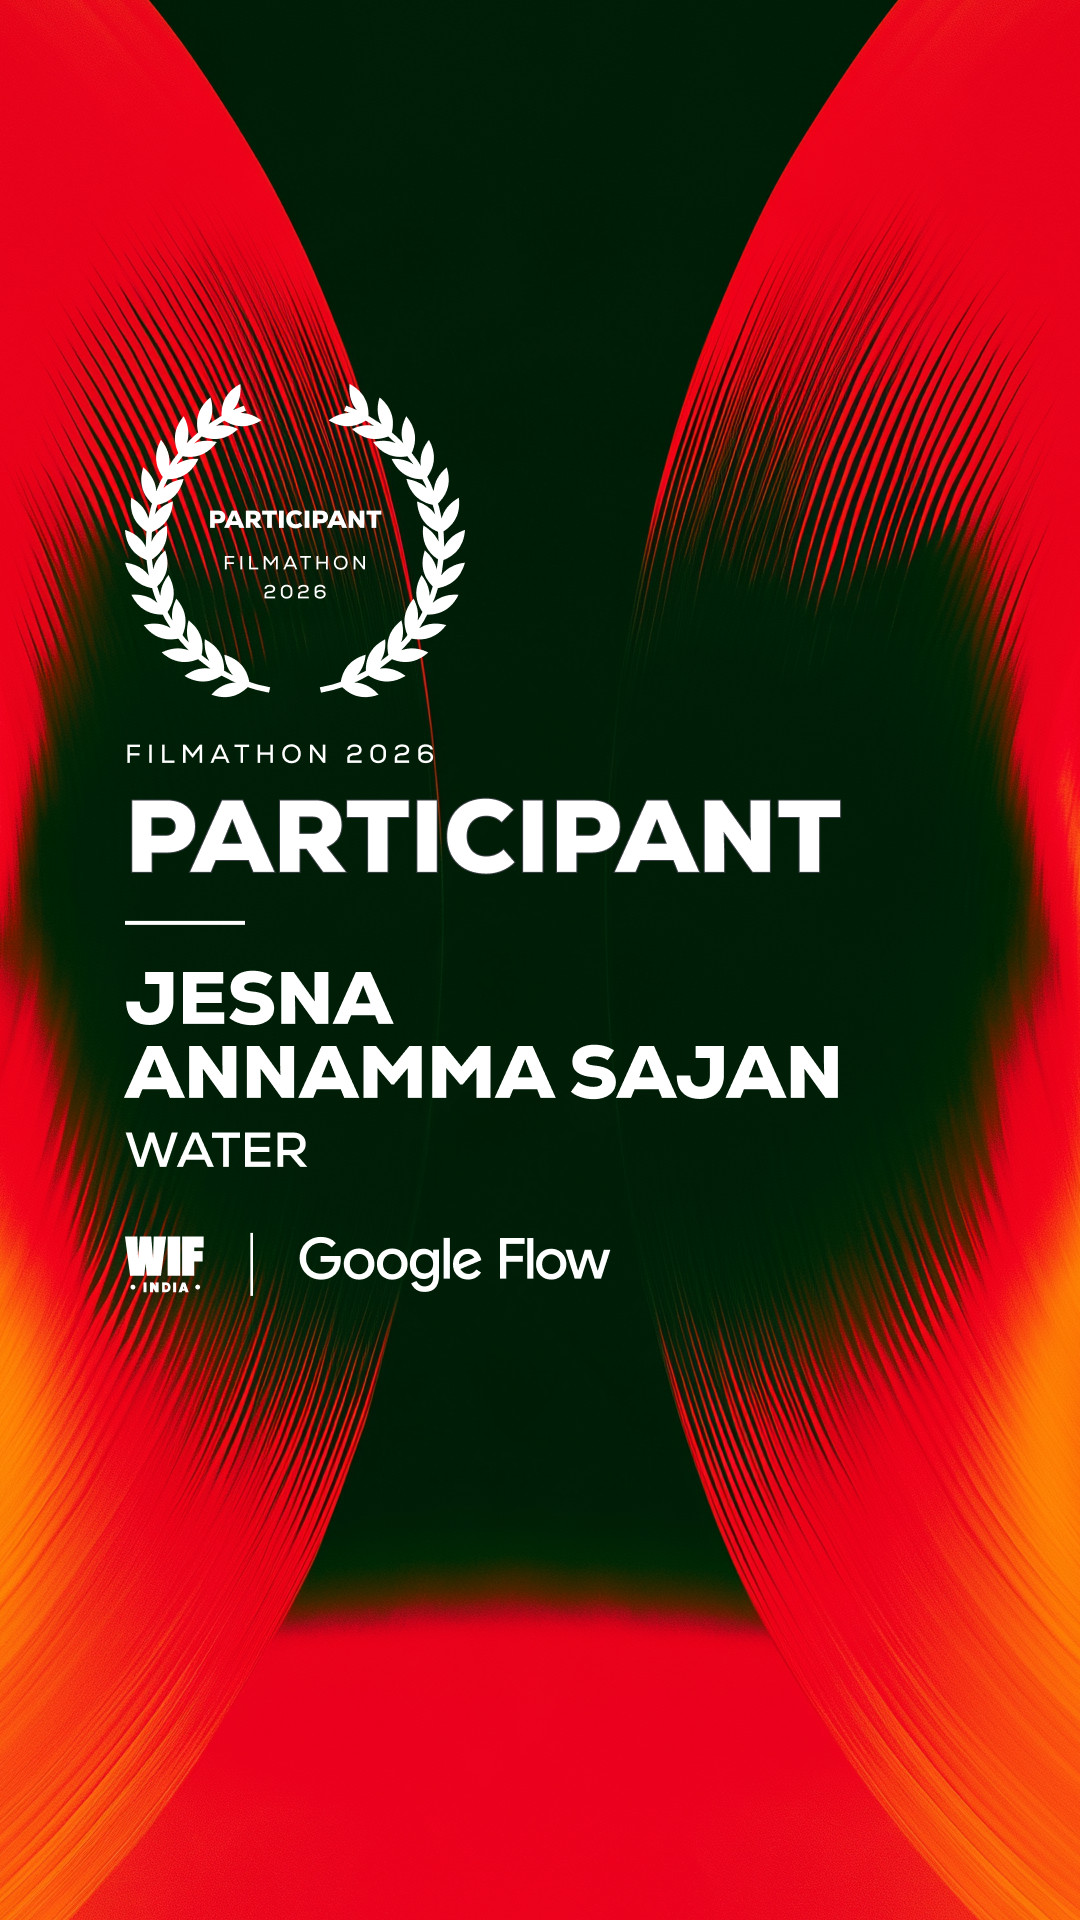 PARTICIPANT
FILMATHON
2026
FILMATHON 2026
PARTICIPANT
JESNA
ANNAMMA SAJAN
WATER
WIF
• INDIA •
Google Flow